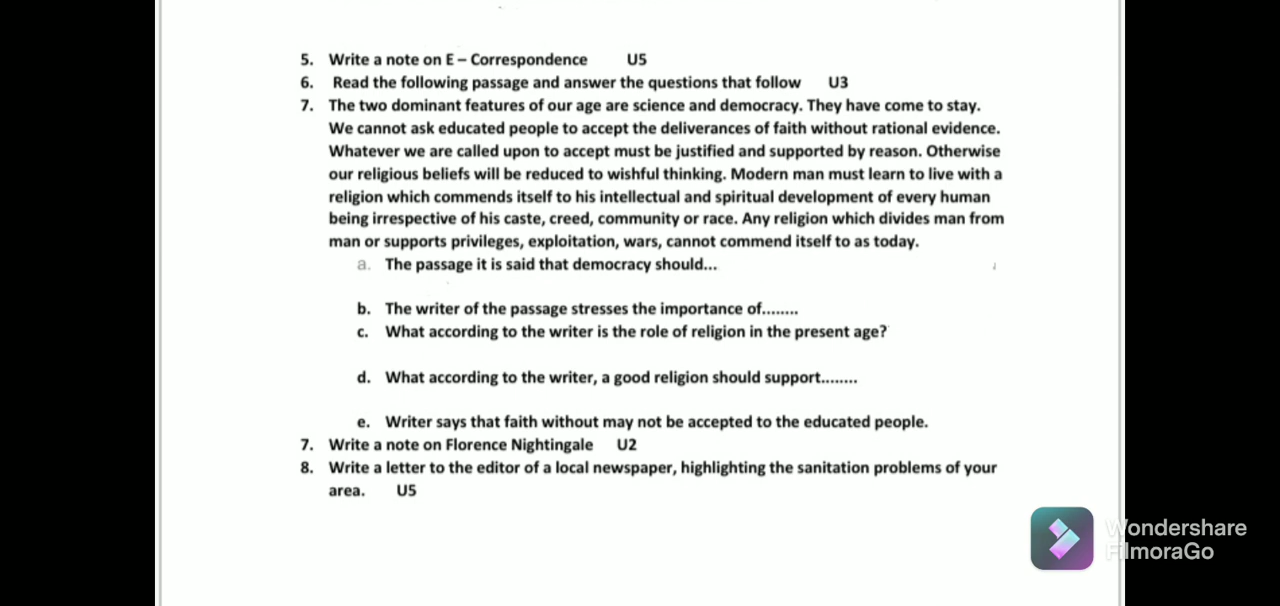 5. Write a note on E – Correspondence U5
6. Read the following passage and answer the questions that follow U3
7. The two dominant features of our age are science and democracy. They have come to stay.
We cannot ask educated people to accept the deliverances of faith without rational evidence.
Whatever we are called upon to accept must be justified and supported by reason. Otherwise
our religious beliefs will be reduced to wishful thinking. Modern man must learn to live with a
religion which commends itself to his intellectual and spiritual development of every human
being irrespective of his caste, creed, community or race. Any religion which divides man from
man or supports privileges, exploitation, wars, cannot commend itself to as today.
a. The passage it is said that democracy should...
b. The writer of the passage stresses the importance of........
c. What according to the writer is the role of religion in the present age?
d. What according to the writer, a good religion should support........
e. Writer says that faith without may not be accepted to the educated people.
7. Write a note on Florence Nightingale U2
8. Write a letter to the editor of a local newspaper, highlighting the sanitation problems of your
area. U5
Wondershare
FilmoraGo